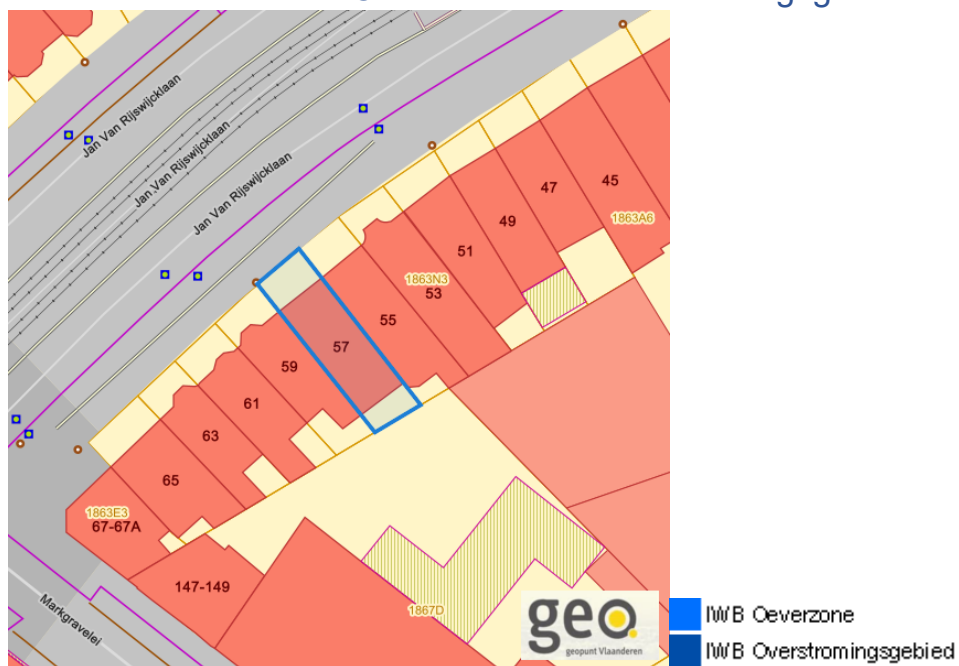 Jan Van Rijswijcklaan
Jan Van Rijswijcklaan
Jan Van Rijswijcklaan
47
45
1863A6
49
51
1863N3
53
55
57
59
61
63
65
1863E3
67-67A
147-149
Markgravelei
1867D
geo.
geopunt Vlaanderen
IWB Oeverzone
IWB Overstromingsgebied